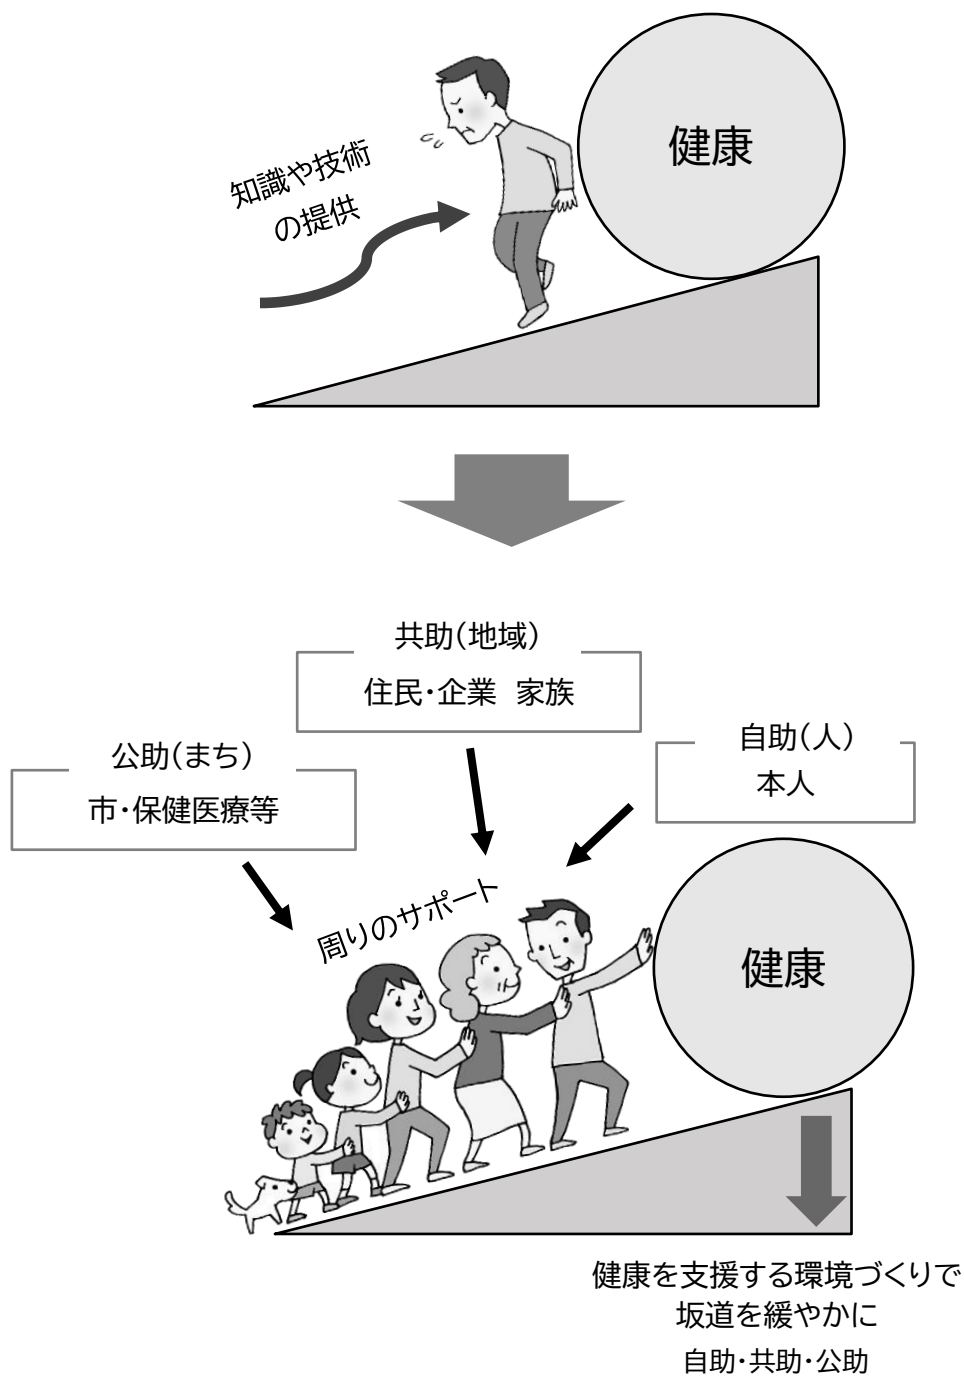 健康
知識や技術
の提供
共助(地域)
住民・企業　家族
自助(人)
本人
公助(まち)
市・保健医療等
周りのサポート
健康
健康を支援する環境づくりで
坂道を緩やかに
自助・共助・公助